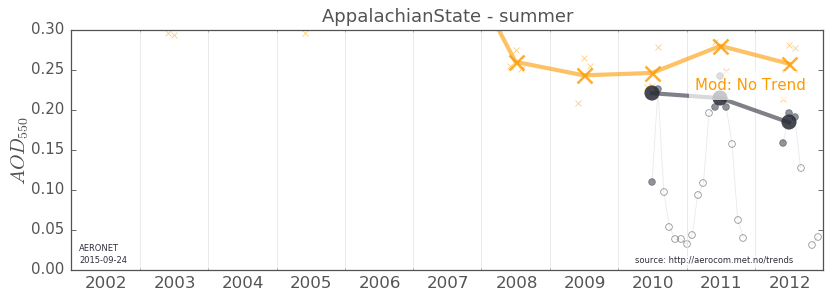 AppalachianState - summer
0.30
0.25
0.20
0.15
0.10
0.05
0.00
AOD550
Mod: No Trend
AERONET
2015-09-24
source: http://aerocom.met.no/trends
2002 2003 2004 2005 2006 2007 2008 2009 2010 2011 2012